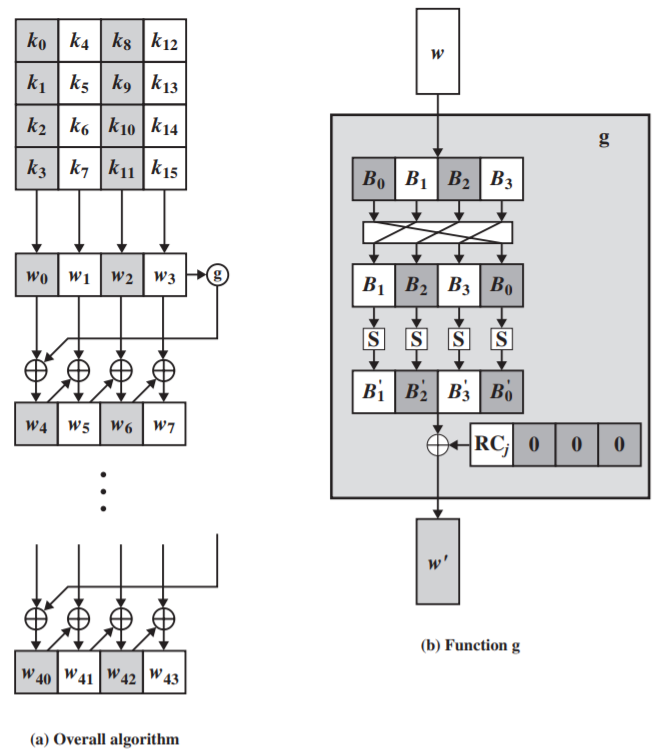 k0 k4 k8 k12
k1 k5 k9 k13
k2 k6 k10 k14
k3 k7 k11 k15
w0 w1 w2 w3 g
w4 w5 w6 w7
w40 w41 w42 w43
(a) Overall algorithm
w
g
B0 B1 B2 B3
B1 B2 B3 B0
S S S S
B'1 B'2 B'3 B'0
RCj 0 0 0
w'
(b) Function g